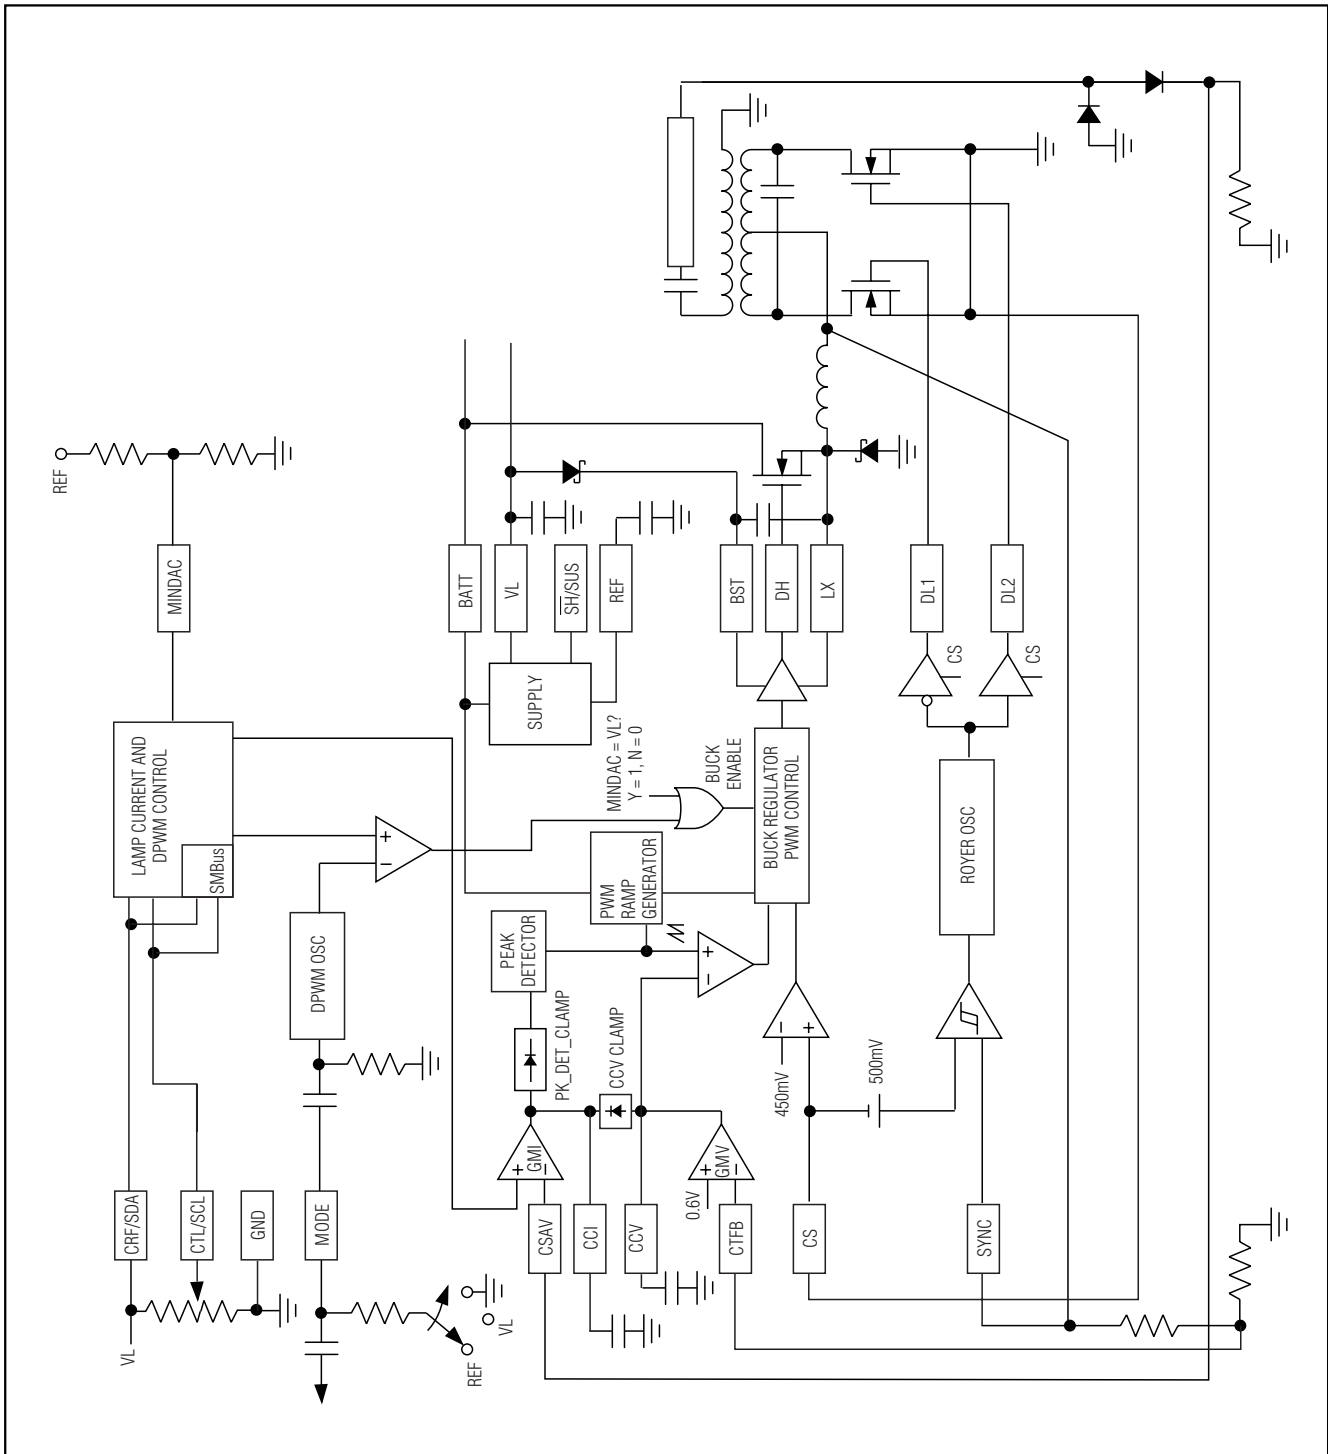 REF
MINDAC
BATT
VL
SH/SUS
REF
BST
DH
LX
DL1
DL2
CS
CS
SUPPLY
MINDAC = VL?
Y = 1, N = 0
BUCK
ENABLE
LAMP CURRENT AND
DPWM CONTROL
SMBus
+
−
BUCK REGULATOR
PWM CONTROL
ROYER OSC
PWM
RAMP
GENERATOR
PEAK
DETECTOR
DPWM OSC
+
−
PK_DET_CLAMP
CCV CLAMP
−
+
450mV
500mV
+
−
GMI
+
−
GMV
0.6V
CRF/SDA
CTL/SCL
GND
MODE
CSAV
CCI
CCV
CTFB
CS
SYNC
VL
VL
REF